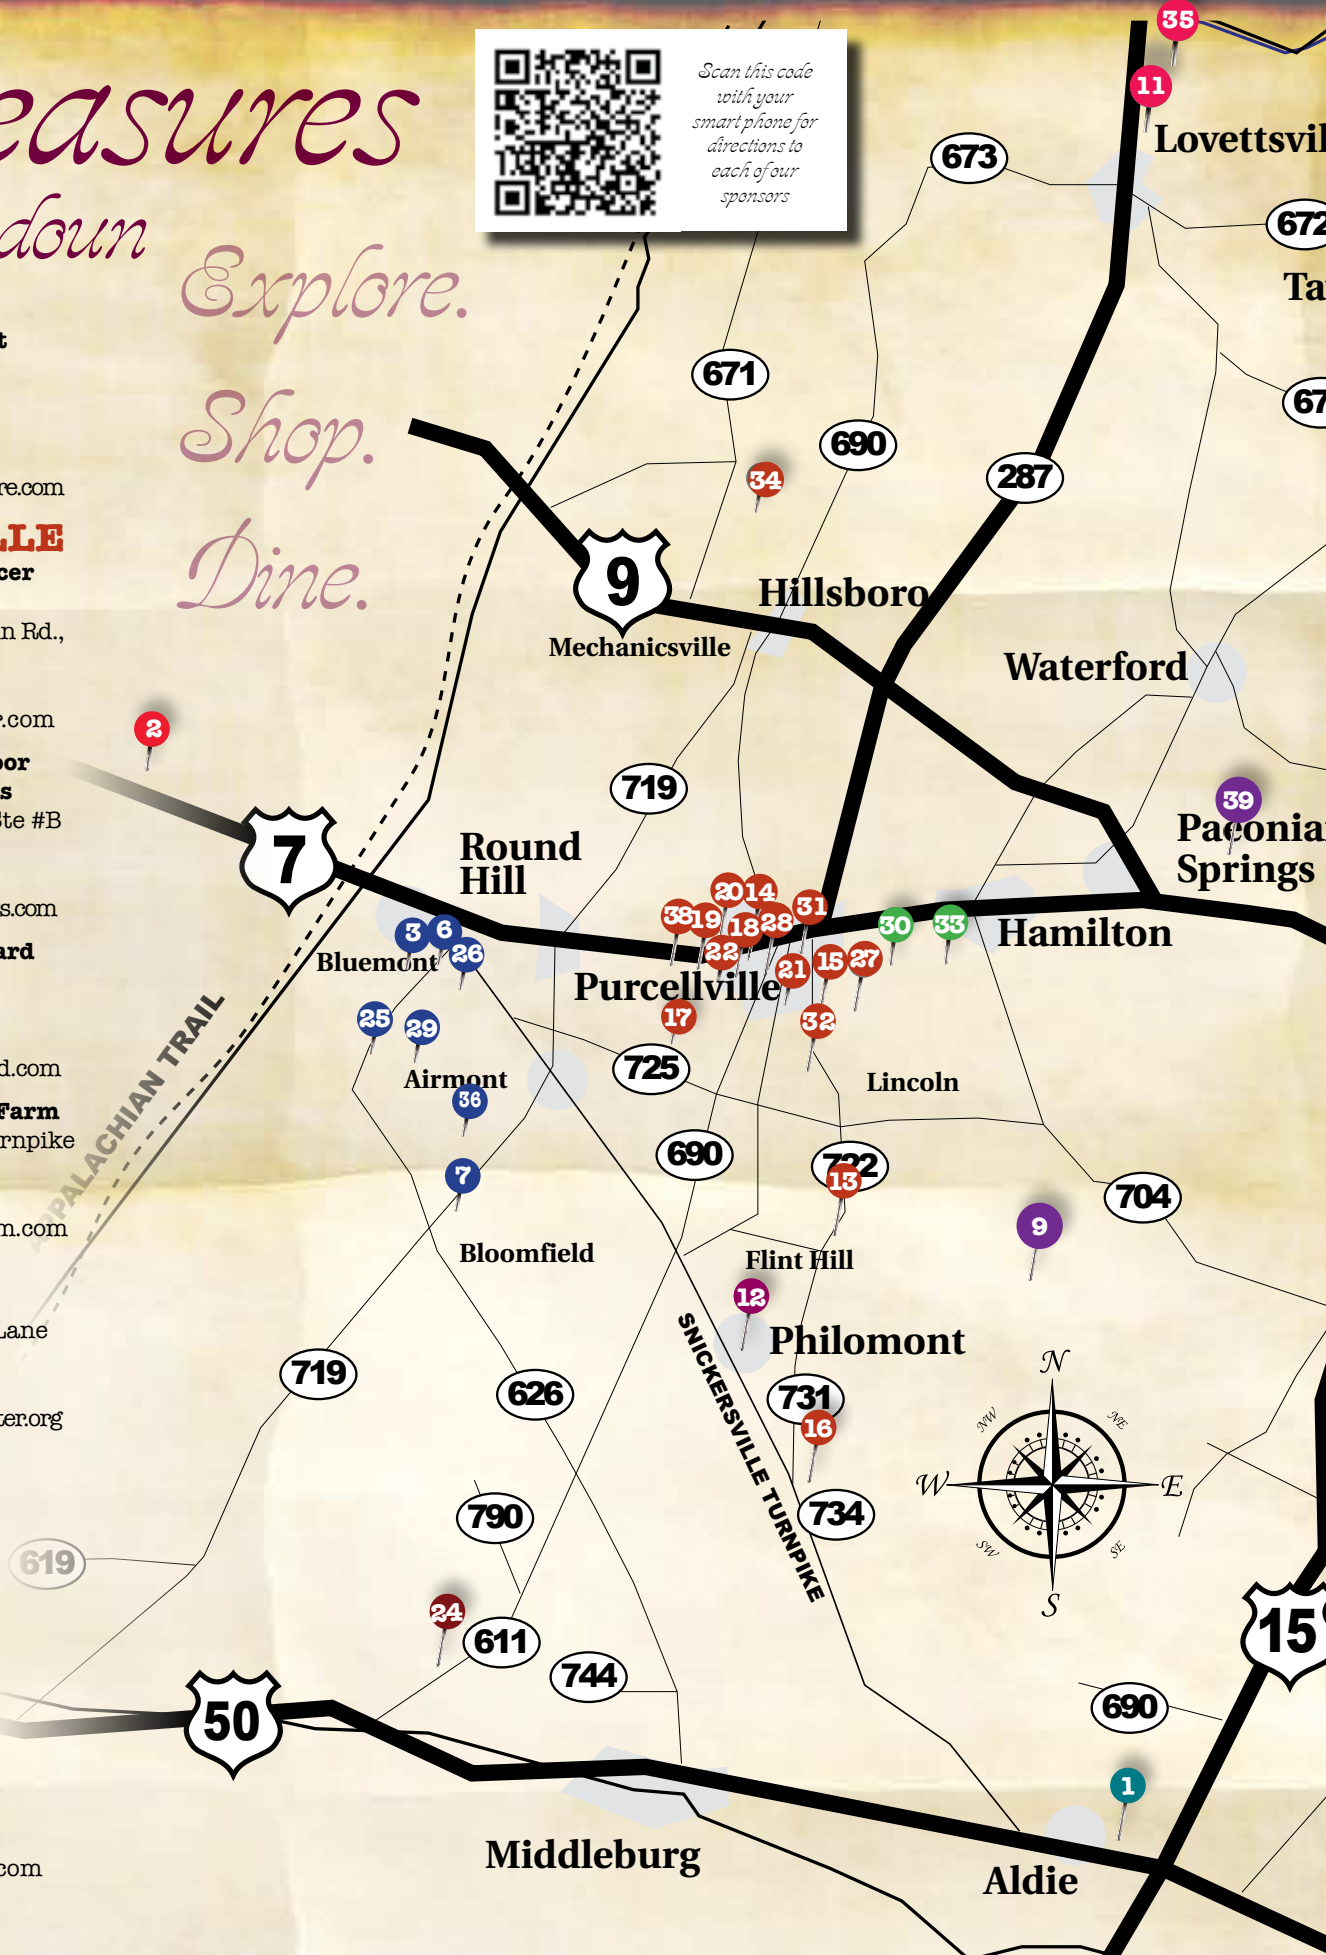 easures
doun
Explore.
Shop.
Dine.
Scan this code
with your
smart phone for
directions to
each of our
sponsors
t
re.com
LLE
cer
n Rd.,
r.com
oor
s
Ste #B
s.com
ard
d.com
Farm
rnpike
m.com
Lane
ter.org
com
35
11
Lovettsvil
673
672
Ta
671
67
690
34
287
9
Hillsboro
Mechanicsville
Waterford
2
719
39
7
Round
Hill
Paeonia
Springs
20
14
31
38
19
18
28
22
30
33
Hamilton
3
6
26
Bluemont
21
15
27
Purcellville
17
32
25
29
725
Airmont
36
Lincoln
APPALACHIAN TRAIL
690
722
13
7
704
9
Bloomfield
Flint Hill
12
Philomont
SNICKERSVILLE TURNPIKE
719
626
731
16
N
NW
NE
W
E
SW
SE
S
790
734
619
24
611
744
15
50
690
1
Middleburg
Aldie